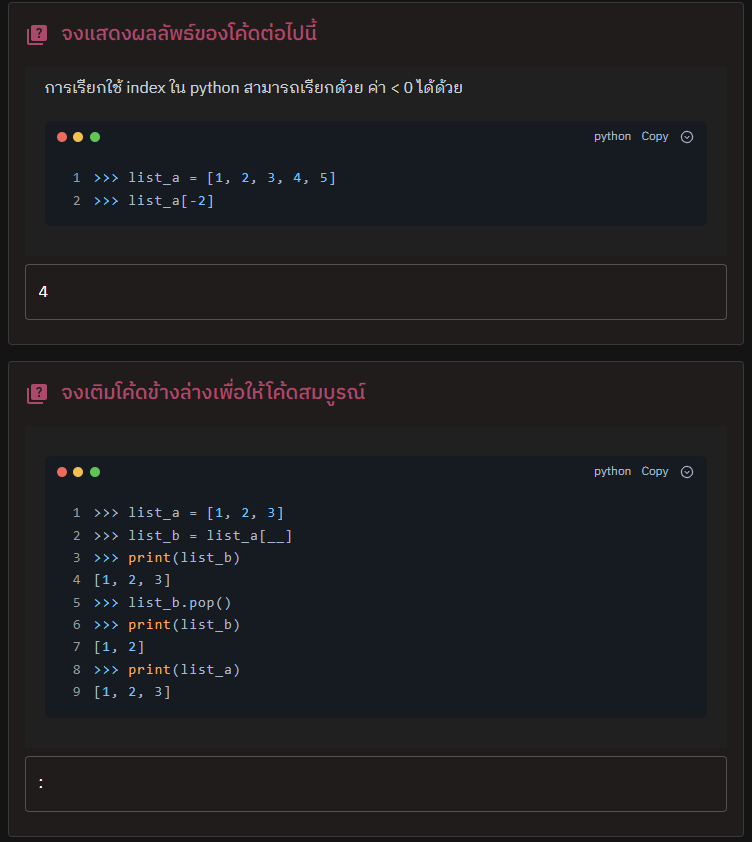 จงแสดงผลลัพธ์ของโค้ดต่อไปนี้
การเรียกใช้ index ใน python สามารถเรียกด้วย ค่า < 0 ได้ด้วย
python Copy
1 >>> list_a = [1, 2, 3, 4, 5]
2 >>> list_a[-2]
4
จงเติมโค้ดข้างล่างเพื่อให้โค้ดสมบูรณ์
python Copy
1 >>> list_a = [1, 2, 3]
2 >>> list_b = list_a[__]
3 >>> print(list_b)
4 [1, 2, 3]
5 >>> list_b.pop()
6 >>> print(list_b)
7 [1, 2]
8 >>> print(list_a)
9 [1, 2, 3]
: